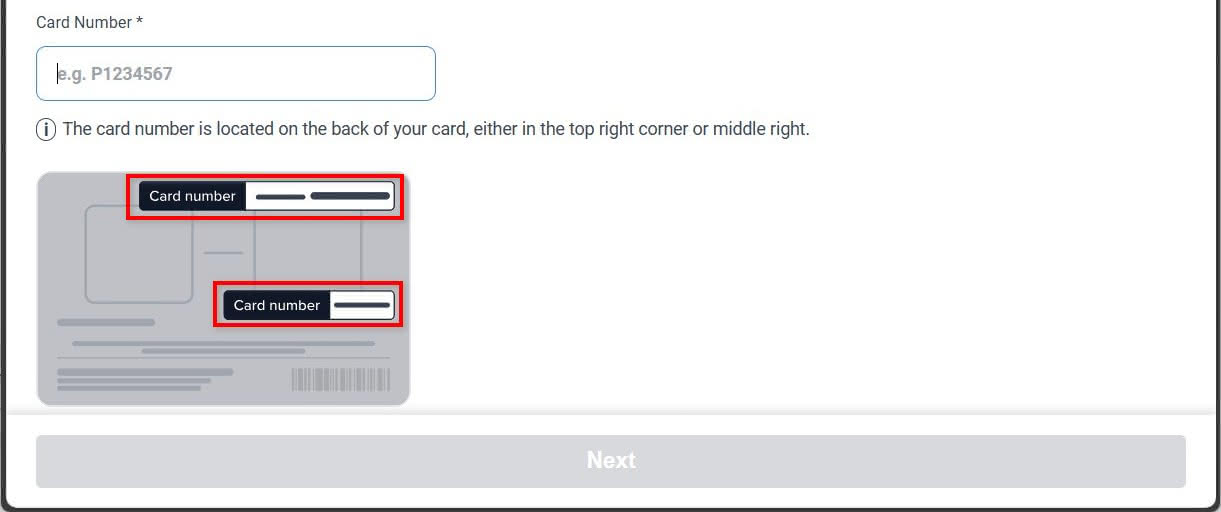 Card Number *
e.g. P1234567
i The card number is located on the back of your card, either in the top right corner or middle right.
Card number
Card number
Next